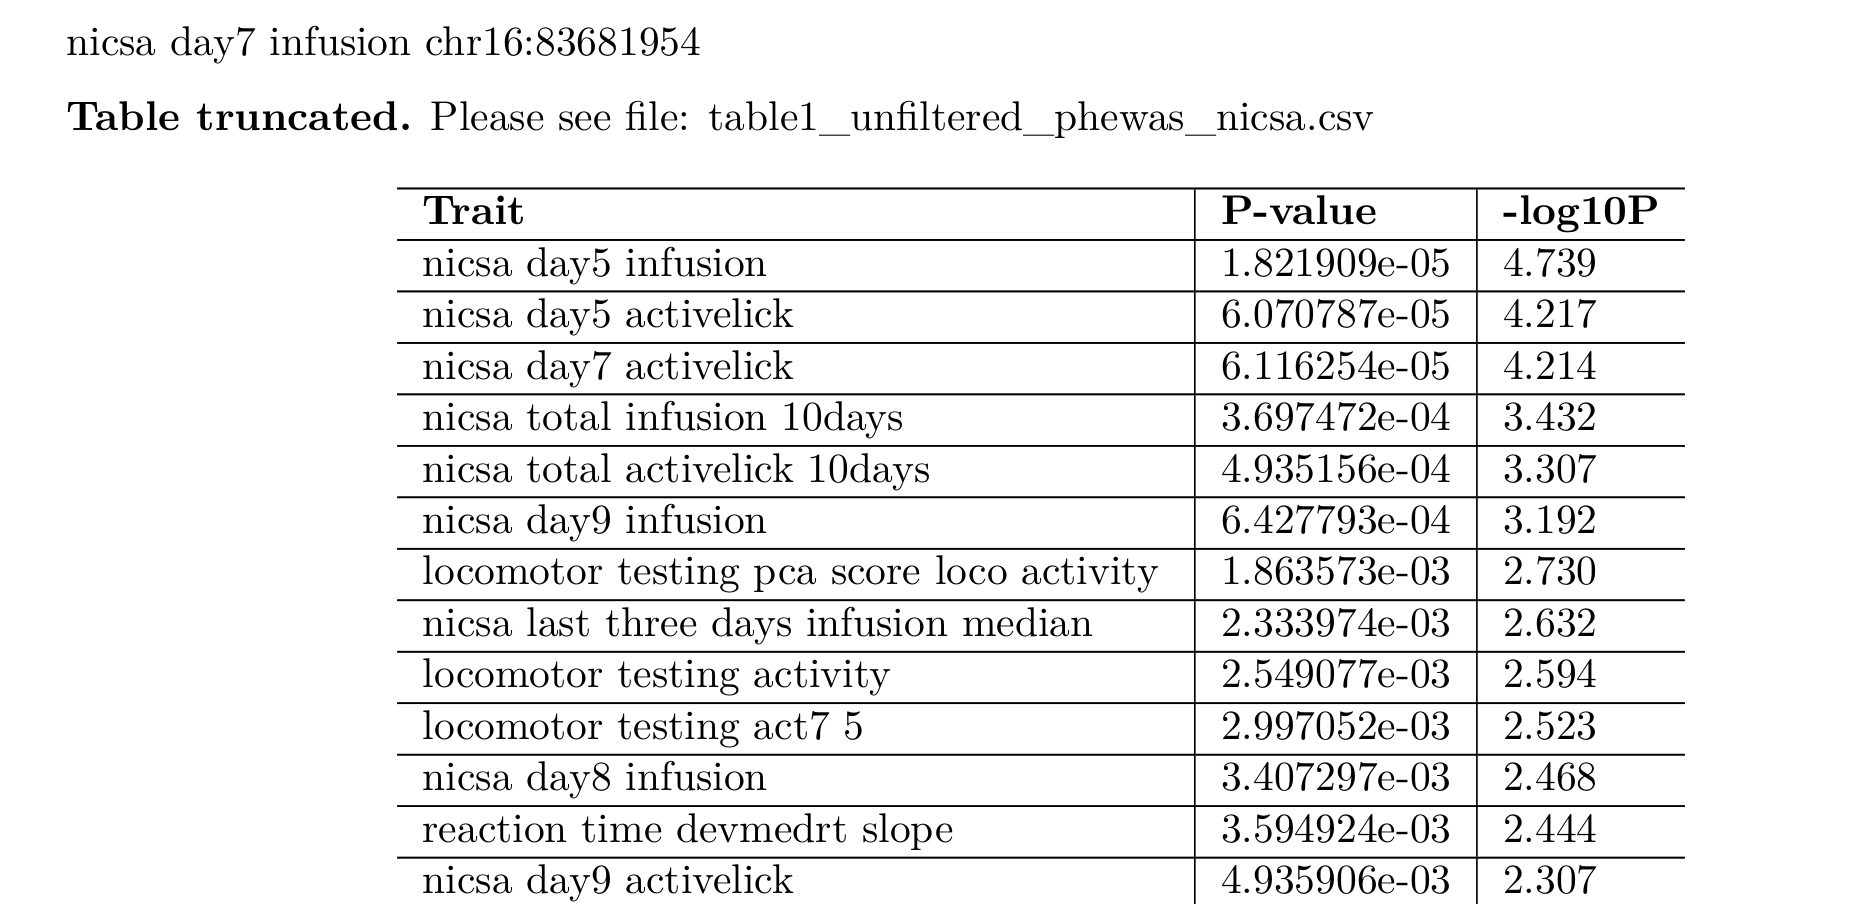 nicsa day7 infusion chr16:83681954
Table truncated. Please see file: table1_unfiltered_phewas_nicsa.csv
Trait P-value -log10P
nicsa day5 infusion 1.821909e-05 4.739
nicsa day5 activelick 6.070787e-05 4.217
nicsa day7 activelick 6.116254e-05 4.214
nicsa total infusion 10days 3.697472e-04 3.432
nicsa total activelick 10days 4.935156e-04 3.307
nicsa day9 infusion 6.427793e-04 3.192
locomotor testing pca score loco activity 1.863573e-03 2.730
nicsa last three days infusion median 2.333974e-03 2.632
locomotor testing activity 2.549077e-03 2.594
locomotor testing act7 5 2.997052e-03 2.523
nicsa day8 infusion 3.407297e-03 2.468
reaction time devmedrt slope 3.594924e-03 2.444
nicsa day9 activelick 4.935906e-03 2.307